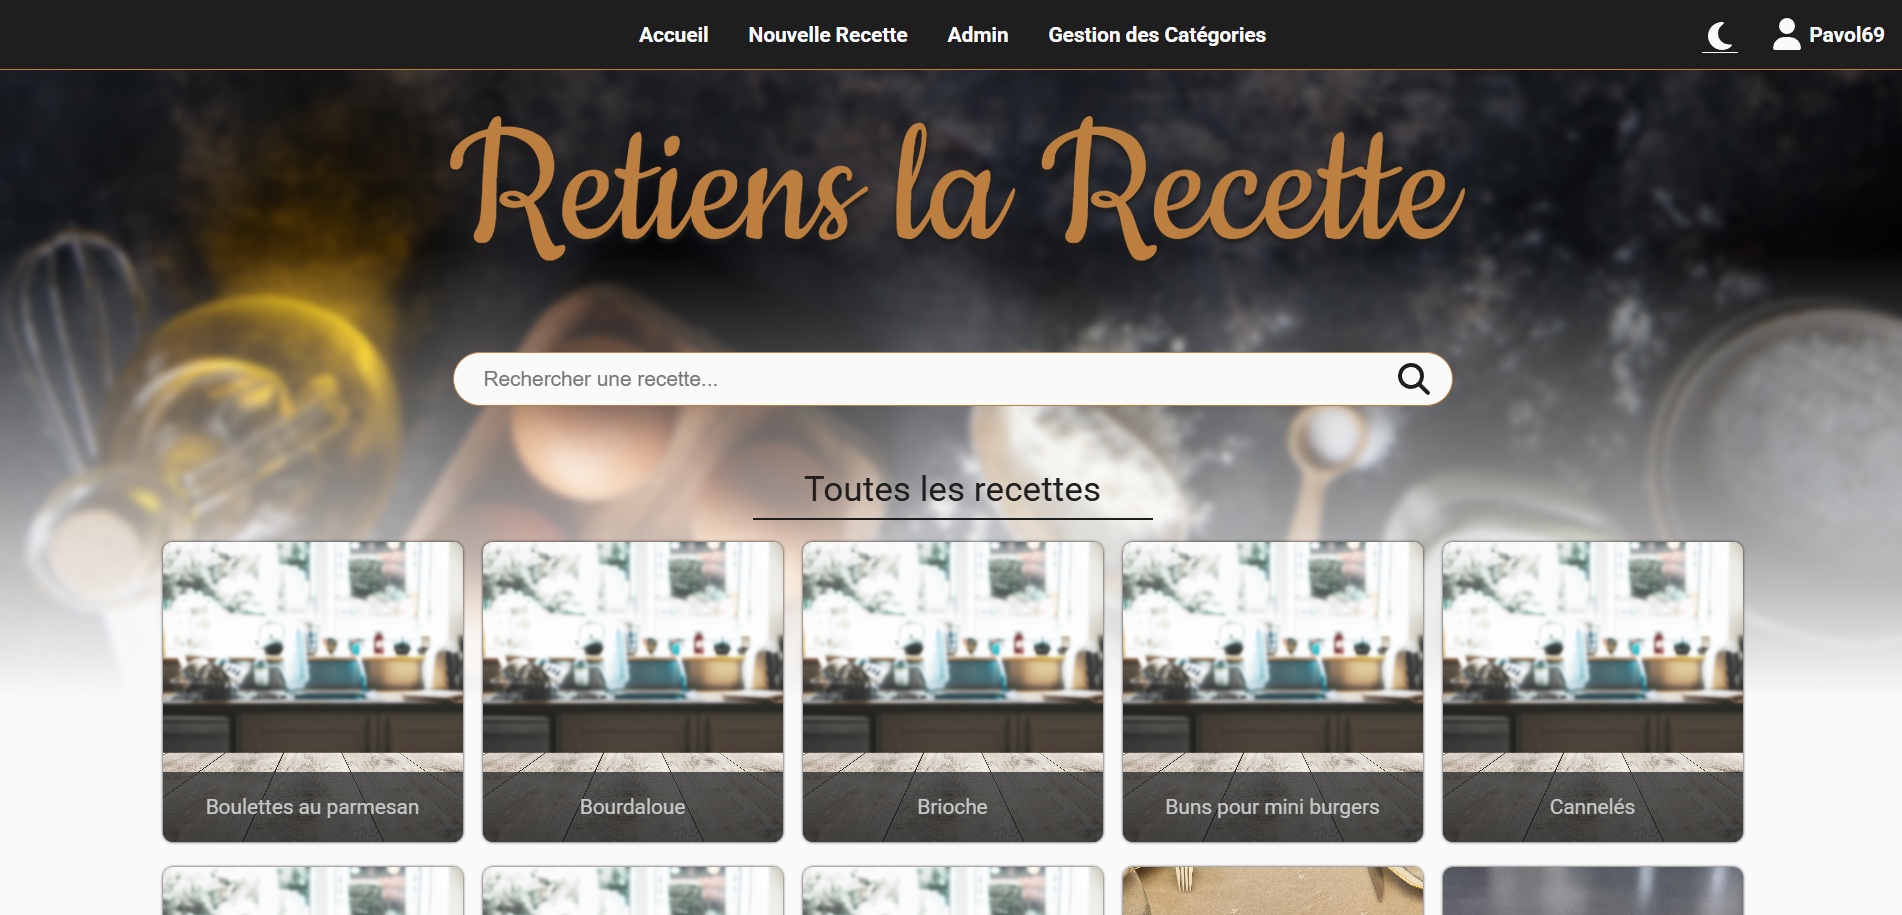 Accueil Nouvelle Recette Admin Gestion des Catégories Pavol69
Retiens la Recette
Rechercher une recette...
Toutes les recettes
Boulettes au parmesan Bourdaloue Brioche Buns pour mini burgers Cannelés